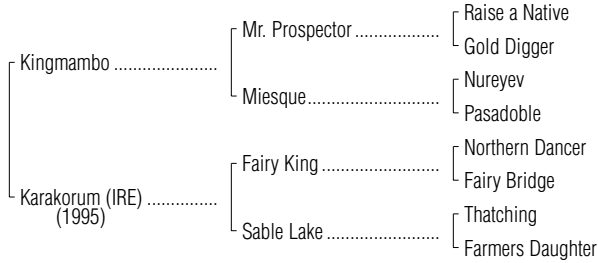 Raise a Native
Mr. Prospector ...................
Gold Digger
Kingmambo .......................
Nureyev
Miesque..............................
Pasadoble
Northern Dancer
Fairy King ...........................
Fairy Bridge
Karakorum (IRE) ...............
(1995)
Thatching
Sable Lake .........................
Farmers Daughter